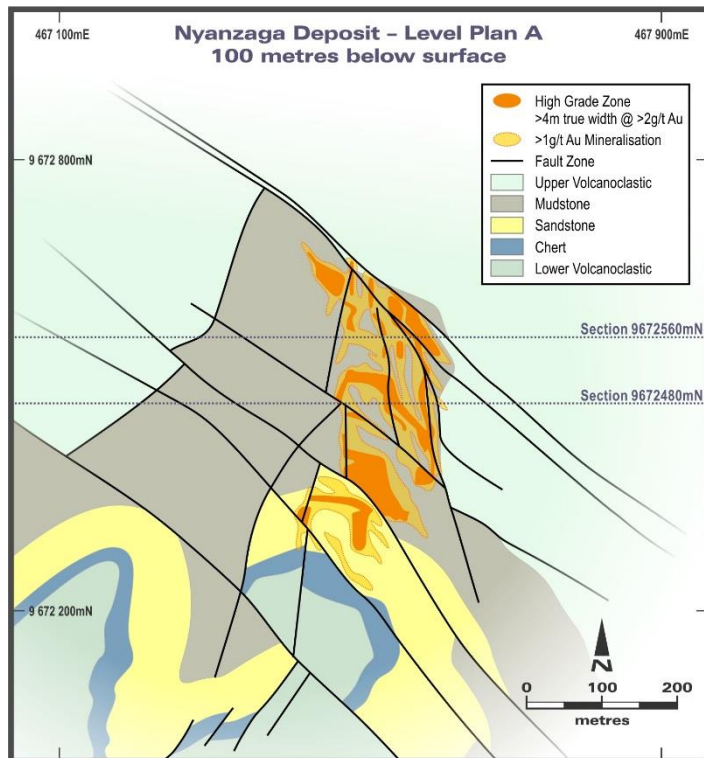 467 100mE
467 900mE
Nyanzaga Deposit – Level Plan A
100 metres below surface
High Grade Zone
>4m true width @ >2g/t Au
>1g/t Au Mineralisation
Fault Zone
Upper Volcanoclastic
Mudstone
Sandstone
Chert
Lower Volcanoclastic
9 672 800mN
Section 9672560mN
Section 9672480mN
9 672 200mN
N
0 100 200
metres